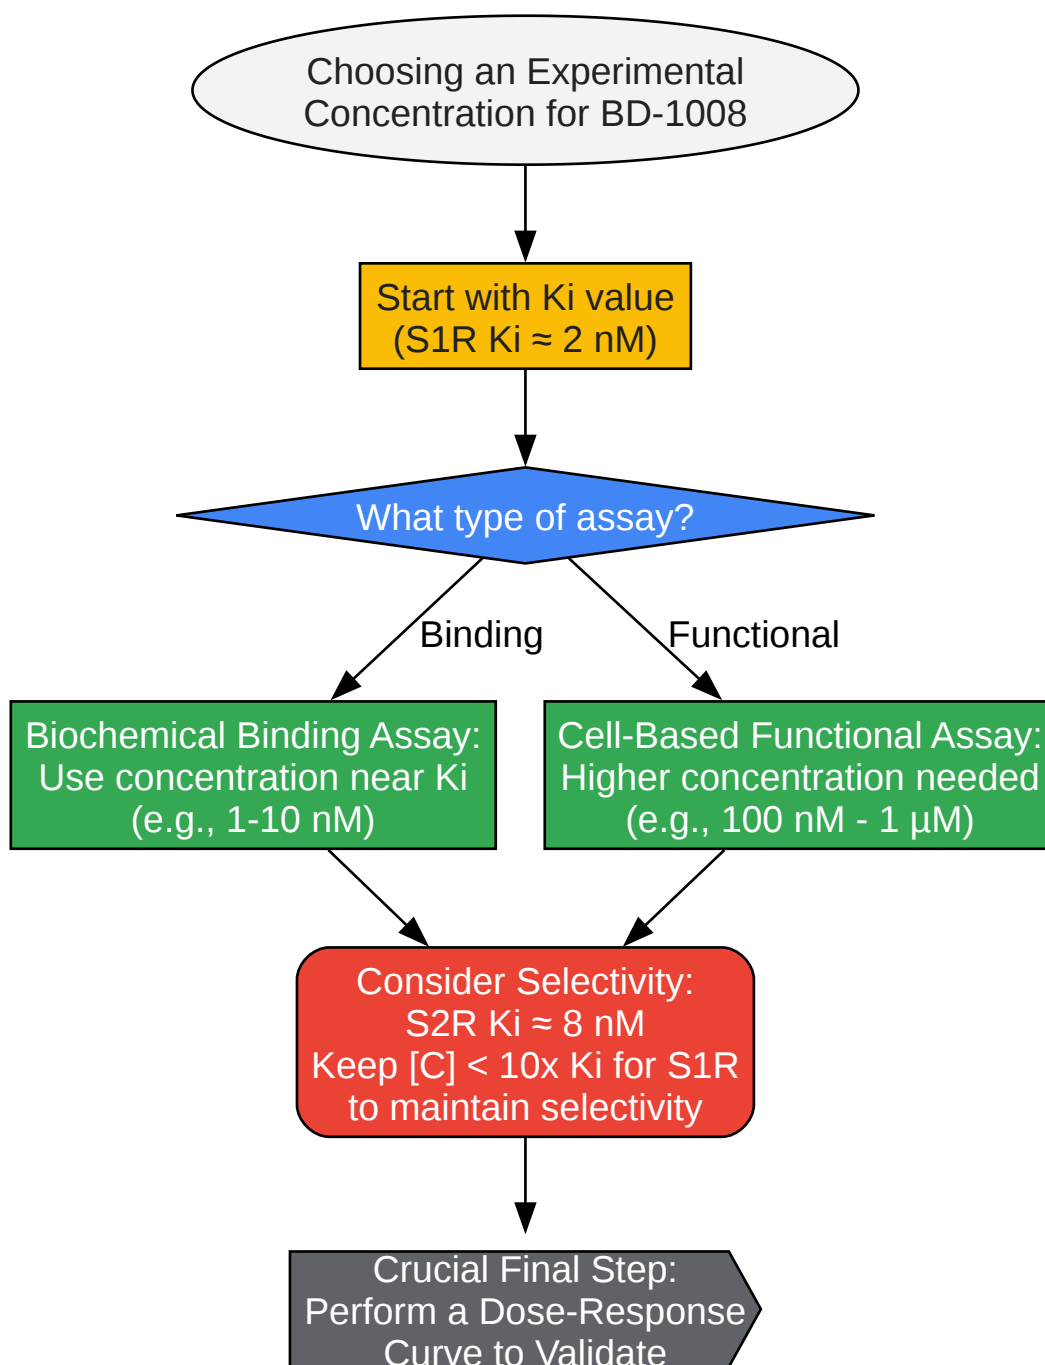 Choosing an Experimental
Concentration for BD-1008
Start with Ki value
(S1R Ki ≈ 2 nM)
What type of assay?
Binding
Functional
Biochemical Binding Assay:
Use concentration near Ki
(e.g., 1-10 nM)
Cell-Based Functional Assay:
Higher concentration needed
(e.g., 100 nM - 1 µM)
Consider Selectivity:
S2R Ki ≈ 8 nM
Keep [C] < 10x Ki for S1R
to maintain selectivity
Crucial Final Step:
Perform a Dose-Response
Curve to Validate